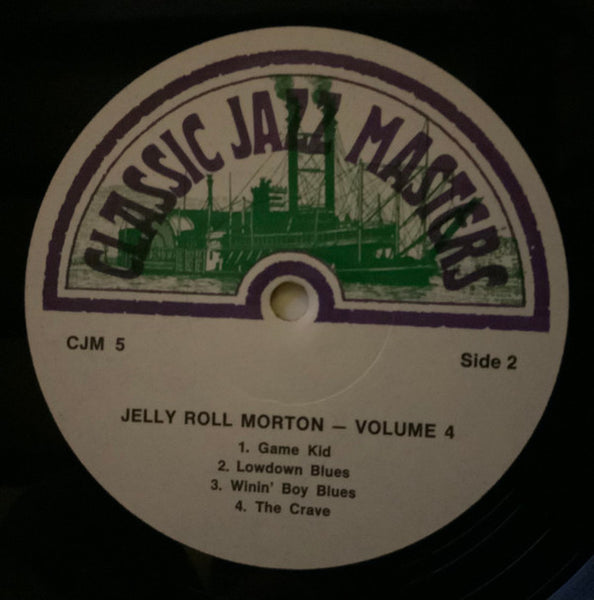 CLASSIC JAZZ MASTERS
CJM 5
Side 2
JELLY ROLL MORTON — VOLUME 4
1. Game Kid
2. Lowdown Blues
3. Winin' Boy Blues
4. The Crave